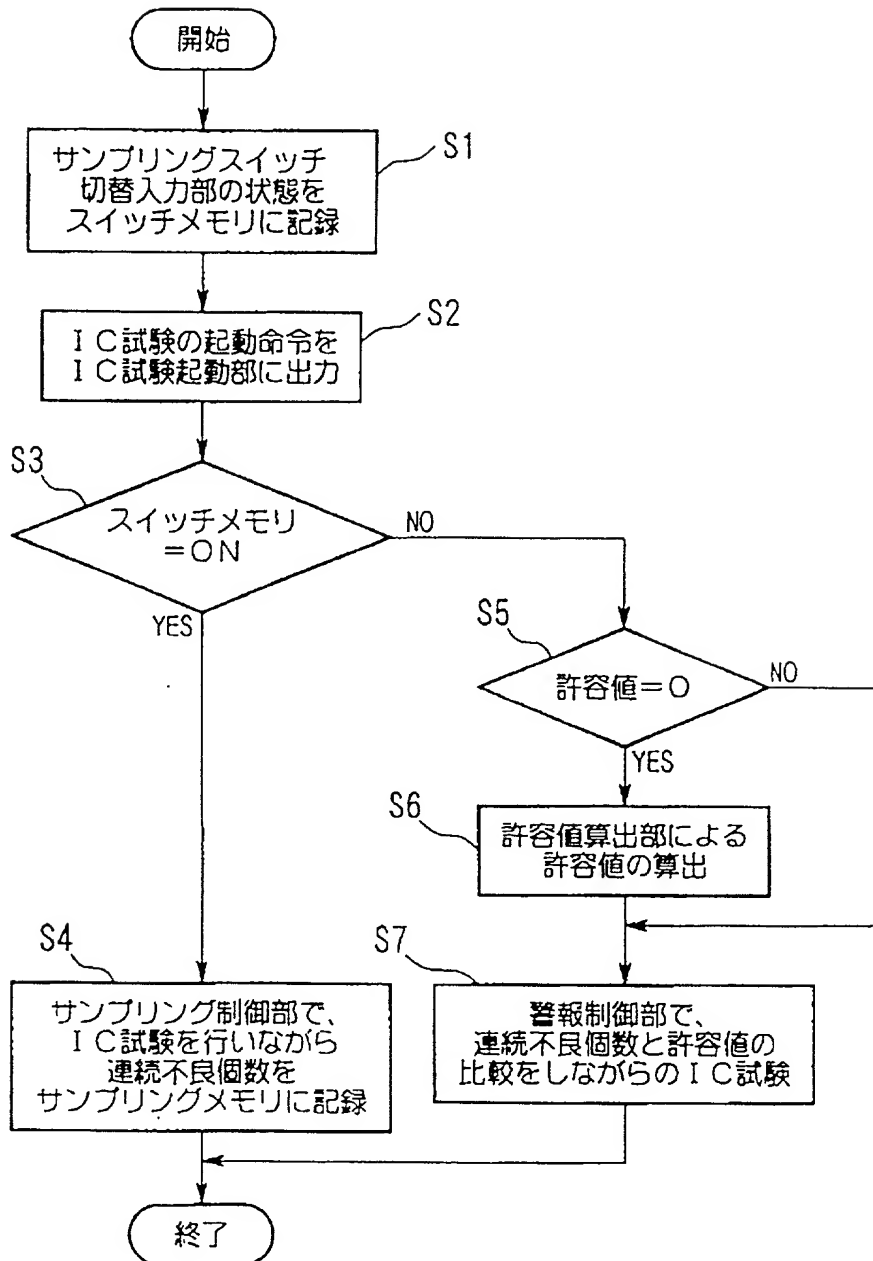 開始
サンプリングスイッチ
切替入力部の状態を
スイッチメモリに記録
S1
IC試験の起動命令を
IC試験起動部に出力
S2
S3
スイッチメモリ
=ON
NO
YES
S5
許容値=0
NO
YES
S6
許容値算出部による
許容値の算出
S4
サンプリング制御部で、
IC試験を行いながら
連続不良個数を
サンプリングメモリに記録
S7
警報制御部で、
連続不良個数と許容値の
比較をしながらのIC試験
終了